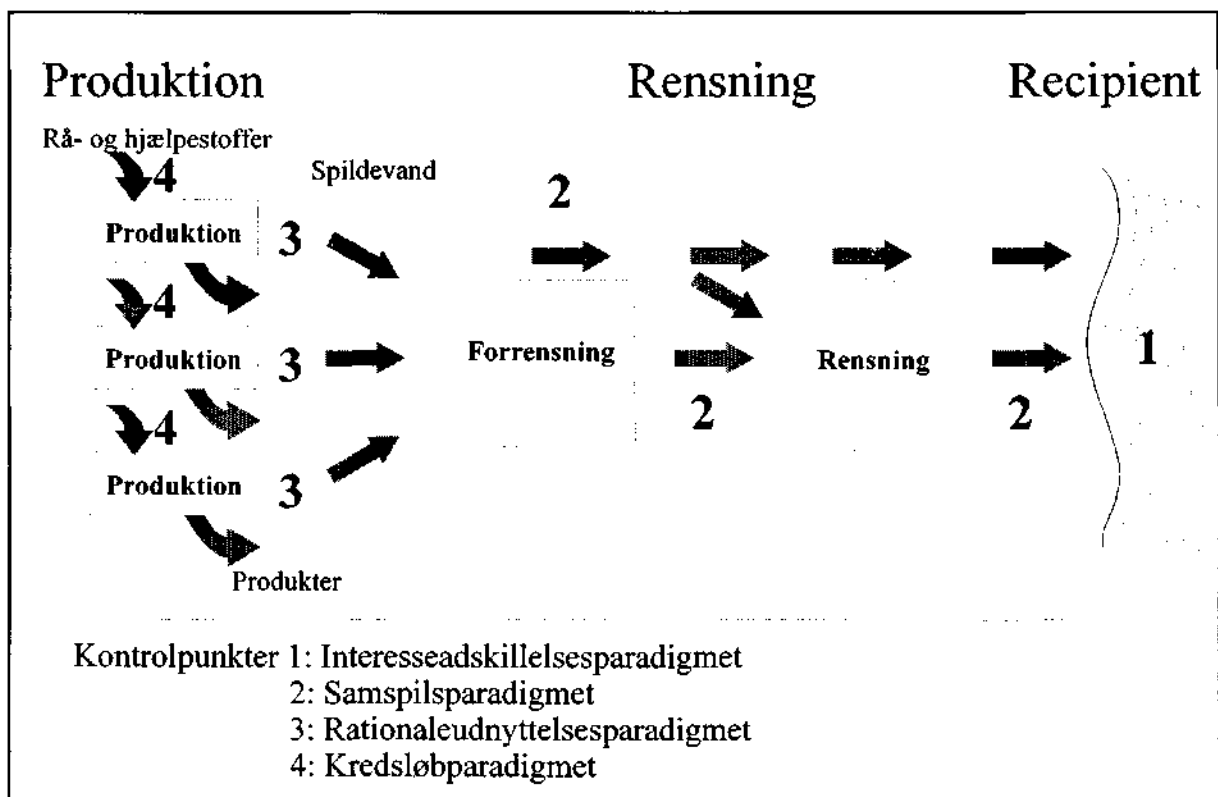 Produktion Rensning Recipient
Rå- og hjælpestoffer
4 Spildevand 2
Produktion 3
4
Produktion 3 Forrensning Rensning 1
4 2 2
Produktion 3
Produkter
Kontrolpunkter 1: Interesseadskillelsesparadigmet
2: Samspilsparadigmet
3: Rationaleudnyttelsesparadigmet
4: Kredsløbparadigmet